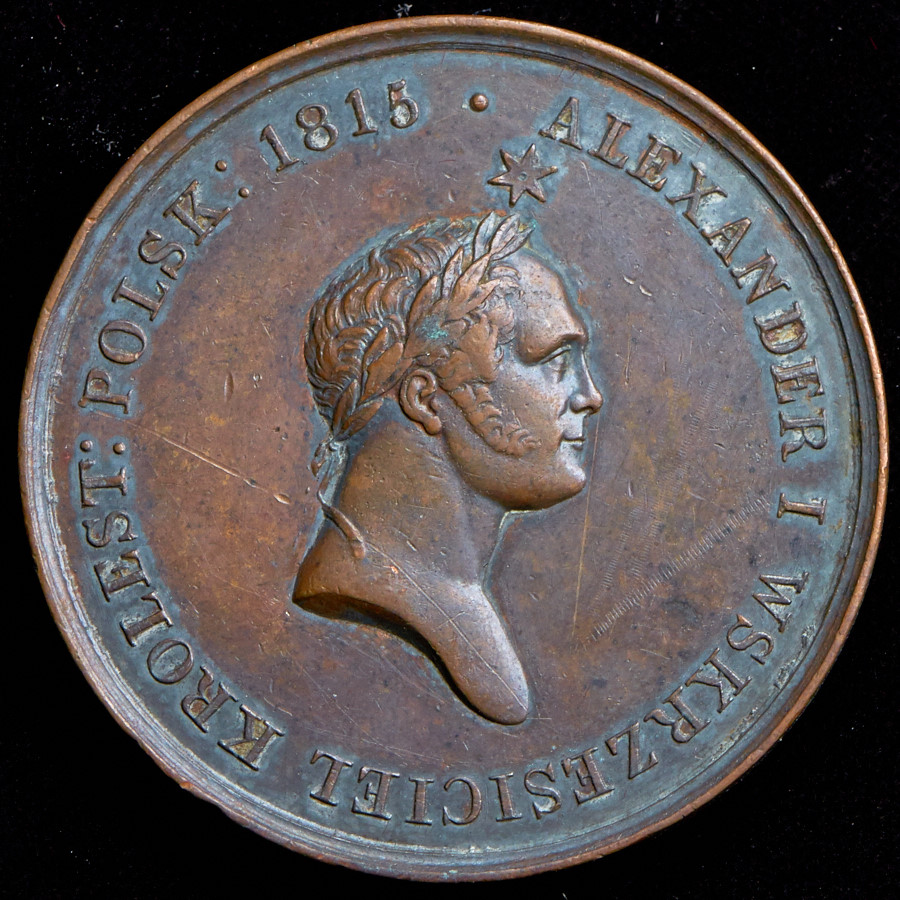 ALEXANDER I WSKRZESICIEL KROLEST: POLSK: 1815